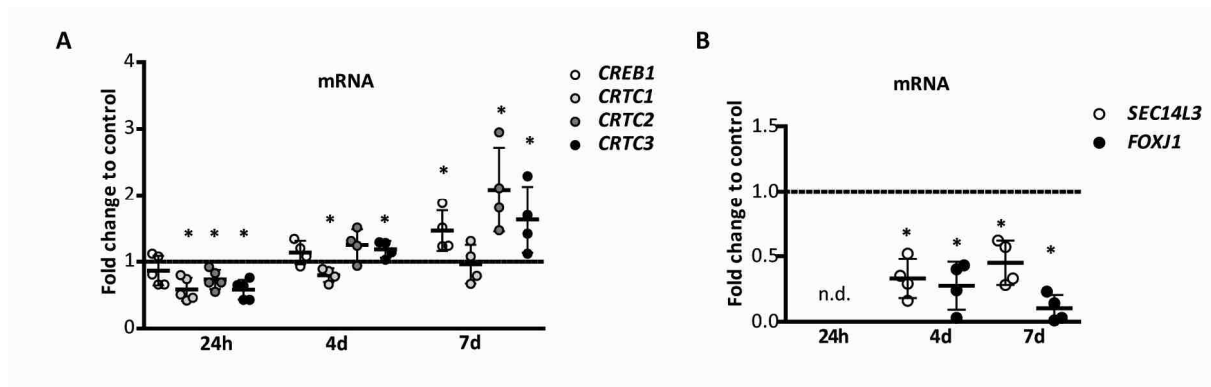 A
mRNA
Fold change to control
4
3
2
1
0
* * *
* *
* * *
24h 4d 7d
CREB1
CRTC1
CRTC2
CRTC3
B
mRNA
Fold change to control
1.5
1.0
0.5
0.0
n.d.
* *
* *
24h 4d 7d
SEC14L3
FOXJ1